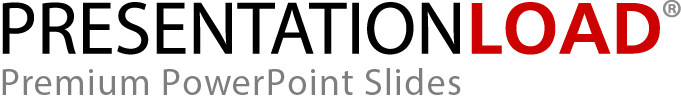 PRESENTATIONLOAD®
Premium PowerPoint Slides